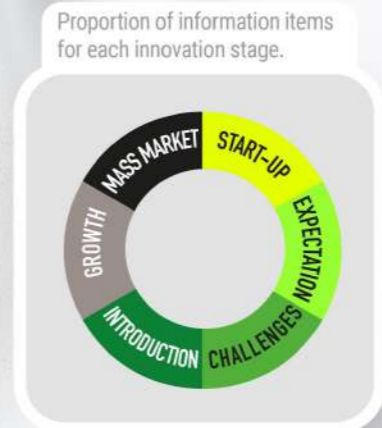 Proportion of information items
for each innovation stage.
START-UP
EXPECTATION
CHALLENGES
INTRODUCTION
GROWTH
MASS MARKET